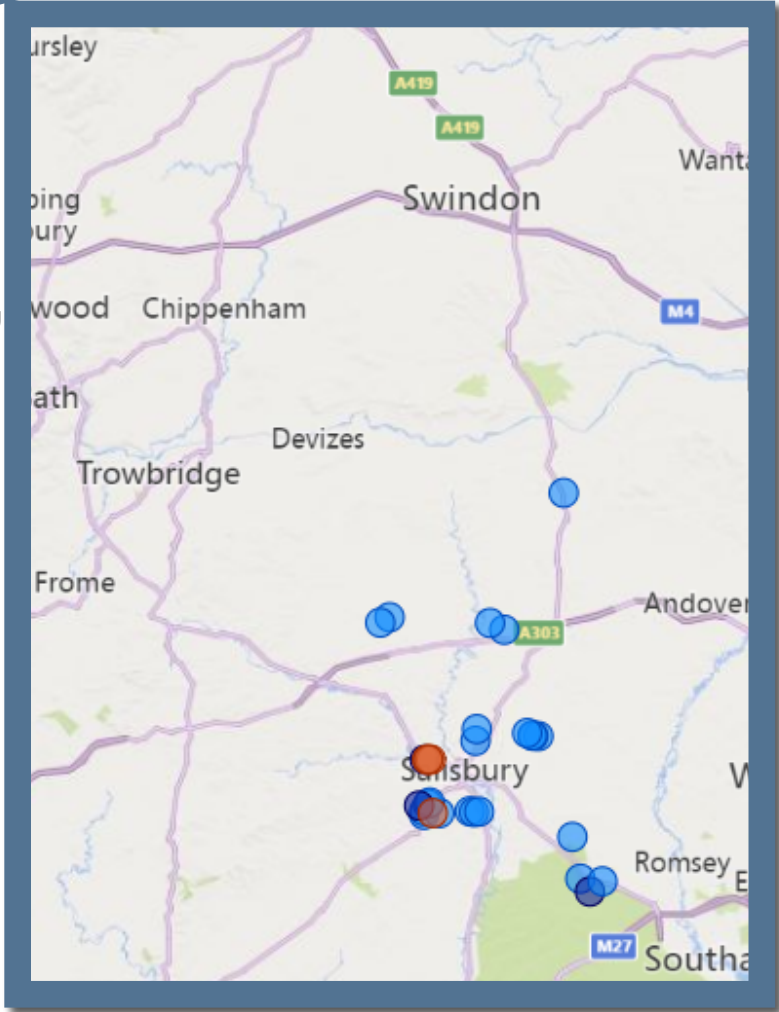 ursley
A419
A419
Wanta
Swindon
ping
bury
wood
Chippenham
M4
ath
Devizes
Trowbridge
Frome
Andover
A303
Salisbury
W
Romsey
E
M27
Southa